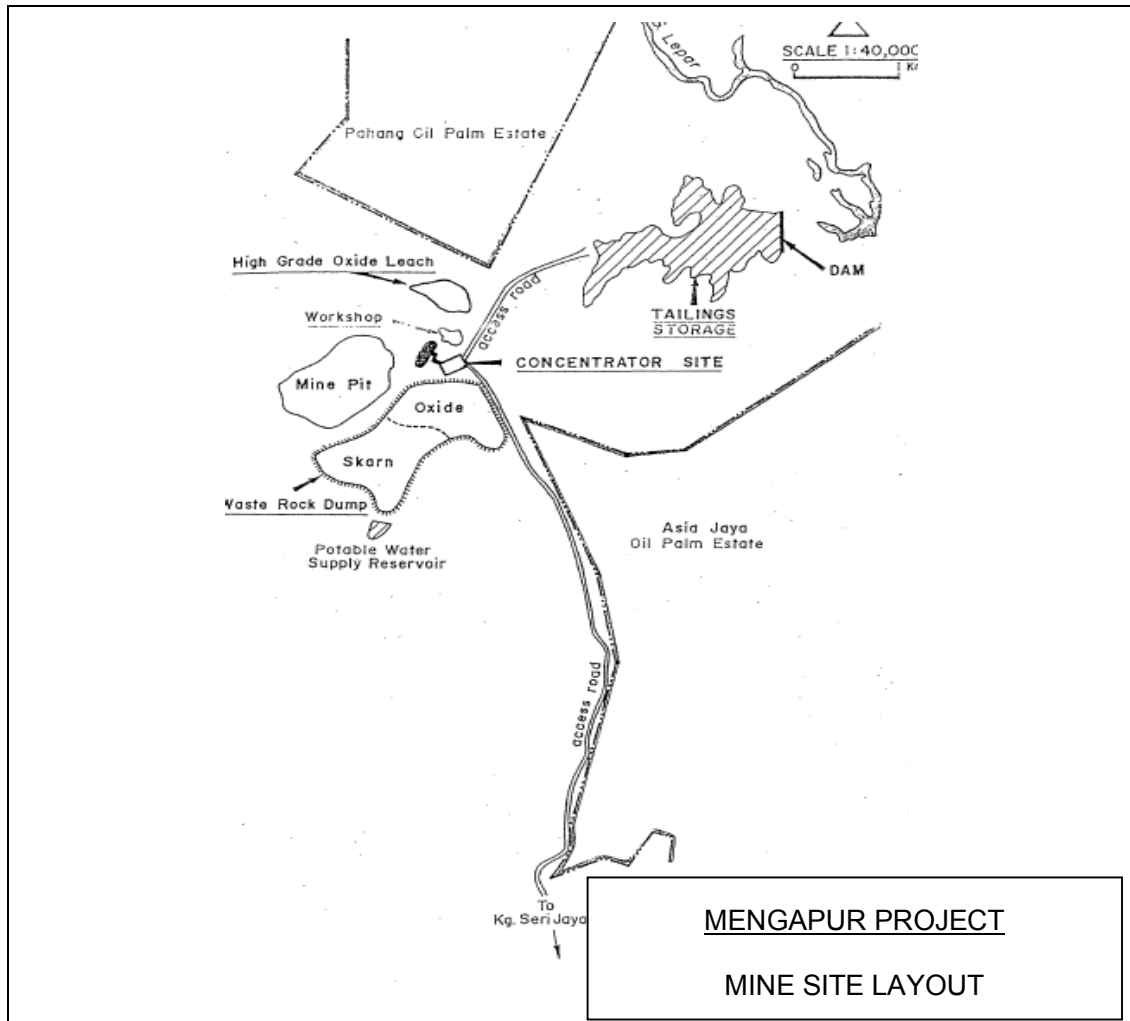 S. Lepar
SCALE 1:40,000
0 1 K
Pahang Oil Palm Estate
High Grade Oxide Leach
access road
DAM
TAILINGS
STORAGE
Workshop
CONCENTRATOR SITE
Mine Pit
Oxide
Skarn
Waste Rock Dump
Potable Water
Supply Reservoir
Asia Jaya
Oil Palm Estate
access road
To
Kg. Seri Jaya
MENGAPUR PROJECT
MINE SITE LAYOUT